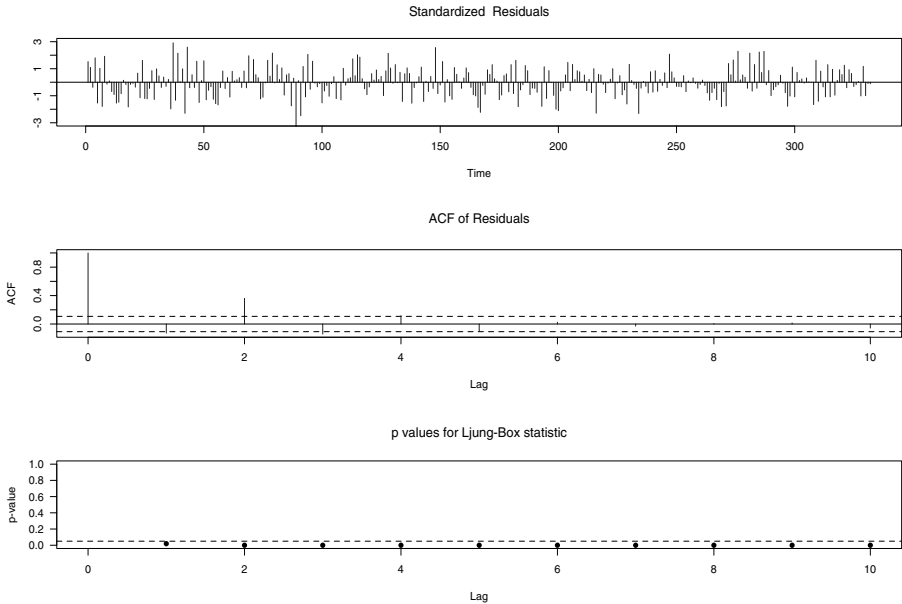 Standardized Residuals
3
1
-1
-3
0 50 100 150 200 250 300
Time
ACF of Residuals
ACF
0.8
0.4
0.0
0 2 4 6 8 10
Lag
p values for Ljung-Box statistic
p-value
1.0
0.8
0.6
0.4
0.2
0.0
0 2 4 6 8 10
Lag